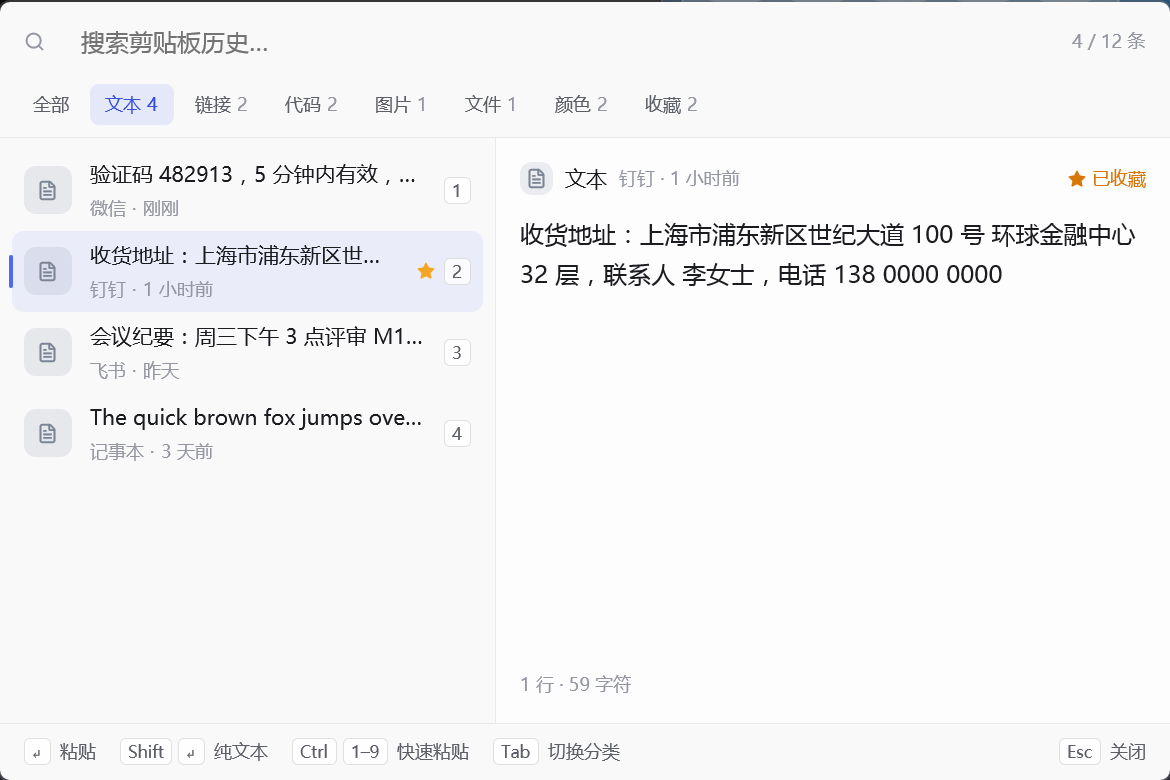 搜索剪贴板历史...
4 / 12 条
全部 文本 4 链接 2 代码 2 图片 1 文件 1 颜色 2 收藏 2
验证码 482913，5 分钟内有效，...
微信 · 刚刚
1
收货地址：上海市浦东新区世...
钉钉 · 1 小时前
2
会议纪要：周三下午 3 点评审 M1...
飞书 · 昨天
3
The quick brown fox jumps ove...
记事本 · 3 天前
4
文本 钉钉 · 1 小时前
已收藏
收货地址：上海市浦东新区世纪大道 100 号 环球金融中心
32 层，联系人 李女士，电话 138 0000 0000
1 行 · 59 字符
↵ 粘贴 Shift ↵ 纯文本 Ctrl 1–9 快速粘贴 Tab 切换分类 Esc 关闭